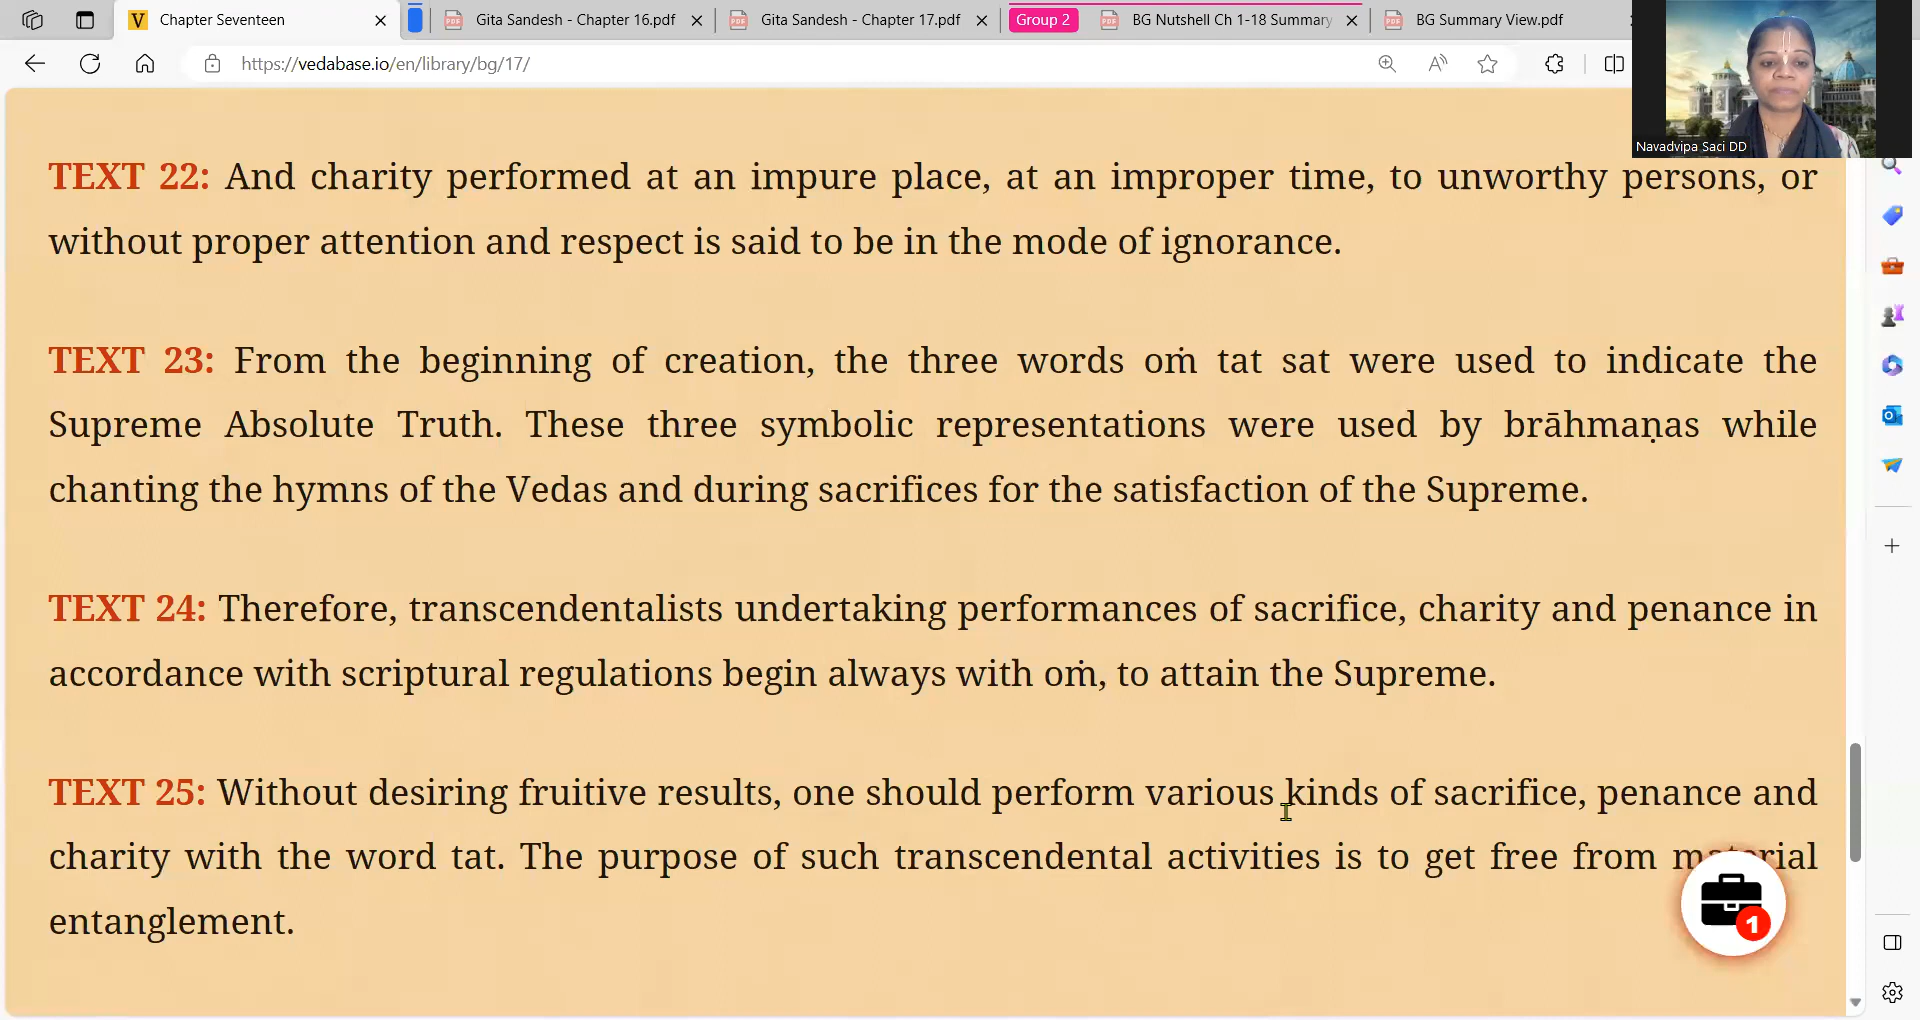 Chapter Seventeen
Gita Sandesh - Chapter 16.pdf
Gita Sandesh - Chapter 17.pdf
Group 2
BG Nutshell Ch 1-18 Summary
BG Summary View.pdf
https://vedabase.io/en/library/bg/17/
Navadvipa Saci DD
TEXT 22: And charity performed at an impure place, at an improper time, to unworthy persons, or
without proper attention and respect is said to be in the mode of ignorance.
TEXT 23: From the beginning of creation, the three words oṁ tat sat were used to indicate the
Supreme Absolute Truth. These three symbolic representations were used by brāhmaṇas while
chanting the hymns of the Vedas and during sacrifices for the satisfaction of the Supreme.
TEXT 24: Therefore, transcendentalists undertaking performances of sacrifice, charity and penance in
accordance with scriptural regulations begin always with oṁ, to attain the Supreme.
TEXT 25: Without desiring fruitive results, one should perform various kinds of sacrifice, penance and
charity with the word tat. The purpose of such transcendental activities is to get free from material
entanglement.
1